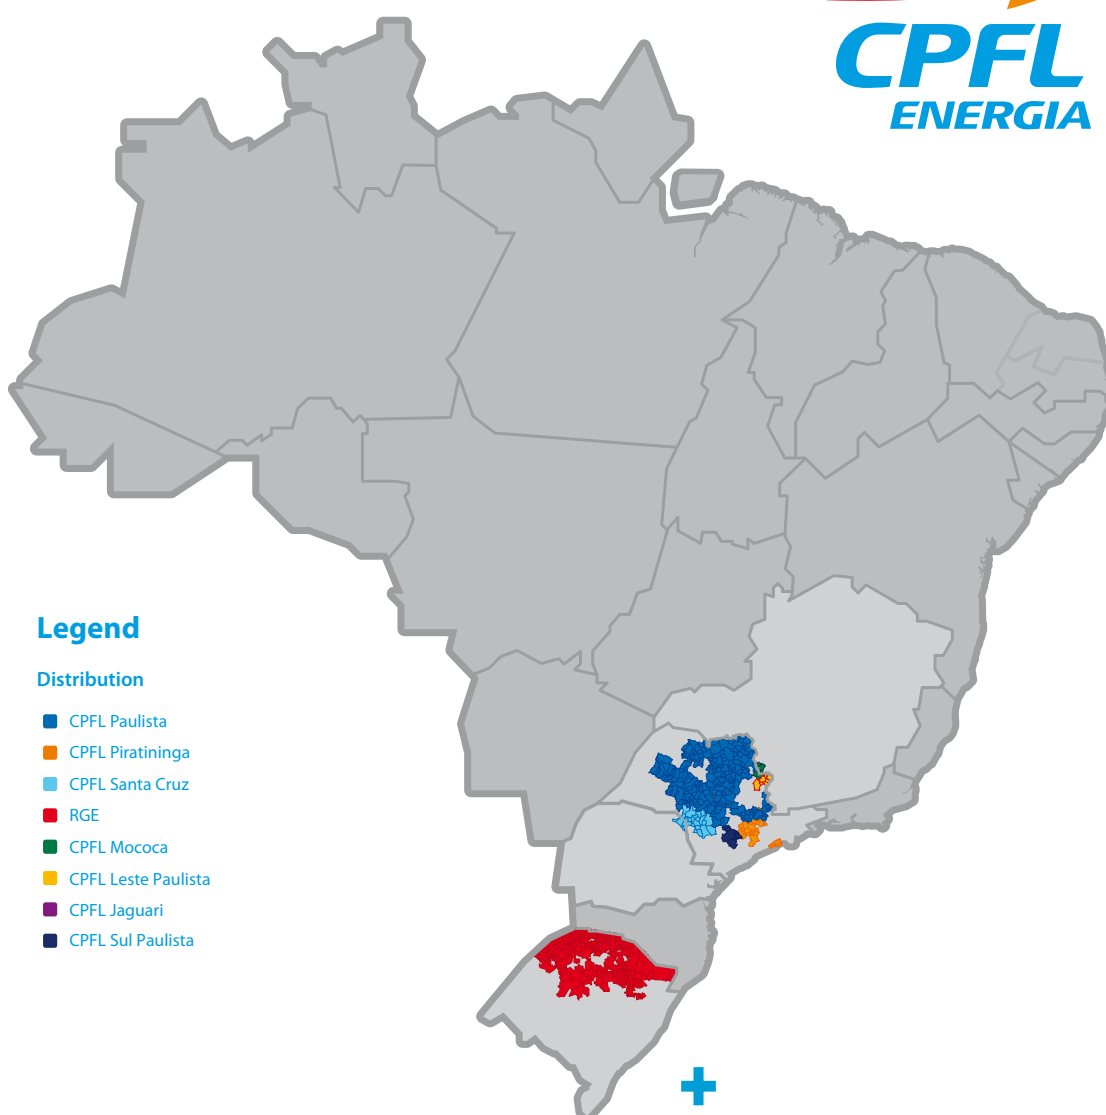 CPFL
ENERGIA
Legend
Distribution
CPFL Paulista
CPFL Piratininga
CPFL Santa Cruz
RGE
CPFL Mococa
CPFL Leste Paulista
CPFL Jaguari
CPFL Sul Paulista